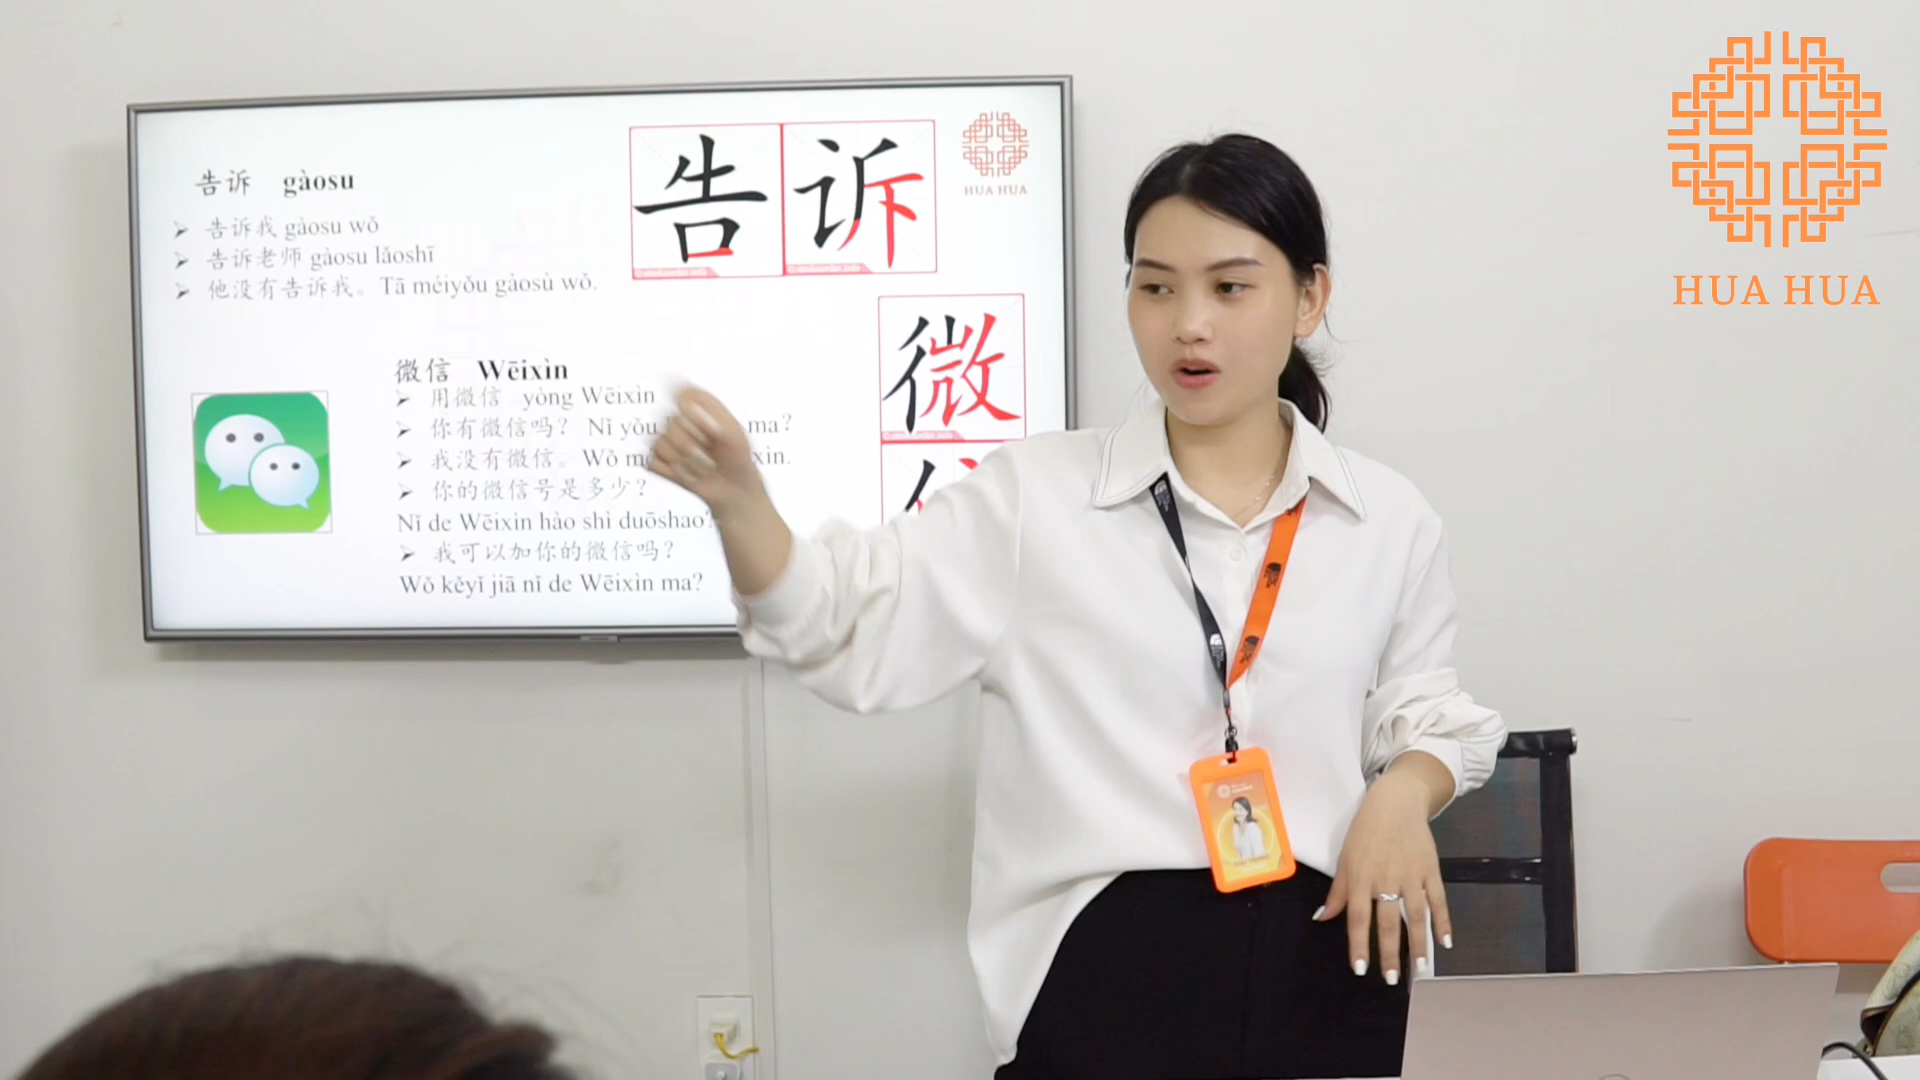 告诉 gàosu
告诉我 gàosu wǒ
告诉老师 gàosu lǎoshī
他没有告诉我。Tā méiyǒu gàosù wǒ.
告诉
HUA HUA
微信 Wēixìn
用微信 yòng Wēixìn
你有微信吗? Nǐ yǒu ma?
我没有微信。Wǒ xìn.
你的微信号是多少?
Nǐ de Wēixìn hào shì duōshao?
我可以加你的微信吗?
Wǒ kěyǐ jiā nǐ de Wēixìn ma?
微
HUA HUA